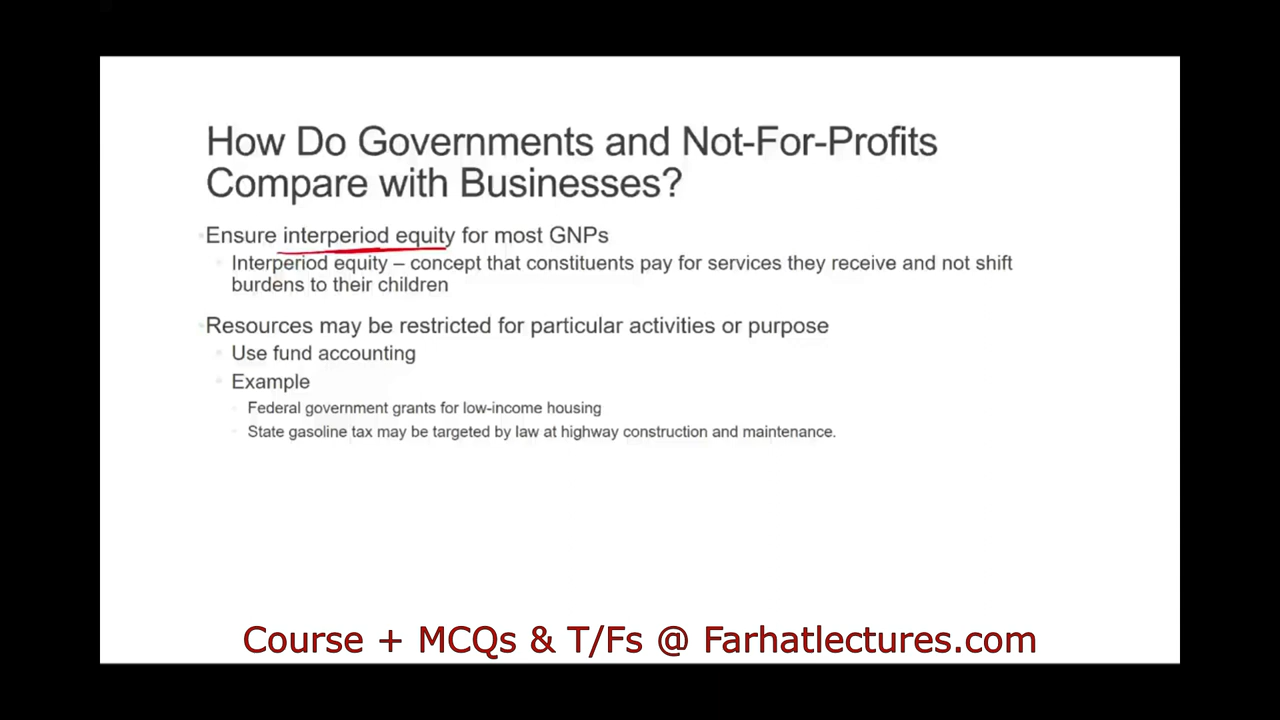 How Do Governments and Not-For-Profits
Compare with Businesses?
Ensure interperiod equity for most GNPs
Interperiod equity – concept that constituents pay for services they receive and not shift
burdens to their children
Resources may be restricted for particular activities or purpose
Use fund accounting
Example
Federal government grants for low-income housing
State gasoline tax may be targeted by law at highway construction and maintenance.
Course + MCQs & T/Fs @ Farhatlectures.com